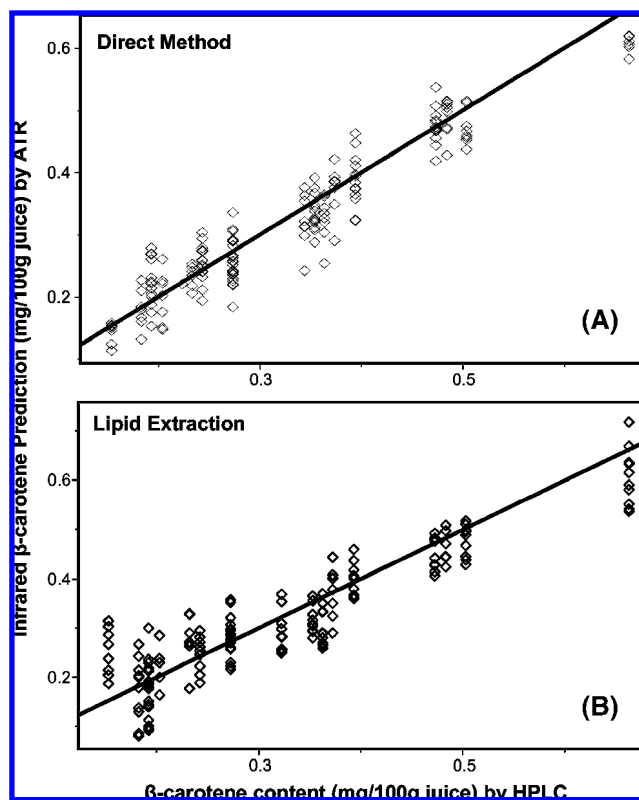 Infrared β-carotene Prediction (mg/100g juice) by ATR
Direct Method
0.6
0.4
0.2
(A)
0.3
0.5
Lipid Extraction
0.6
0.4
0.2
(B)
0.3
0.5
β-carotene content (mg/100g juice) by HPLC